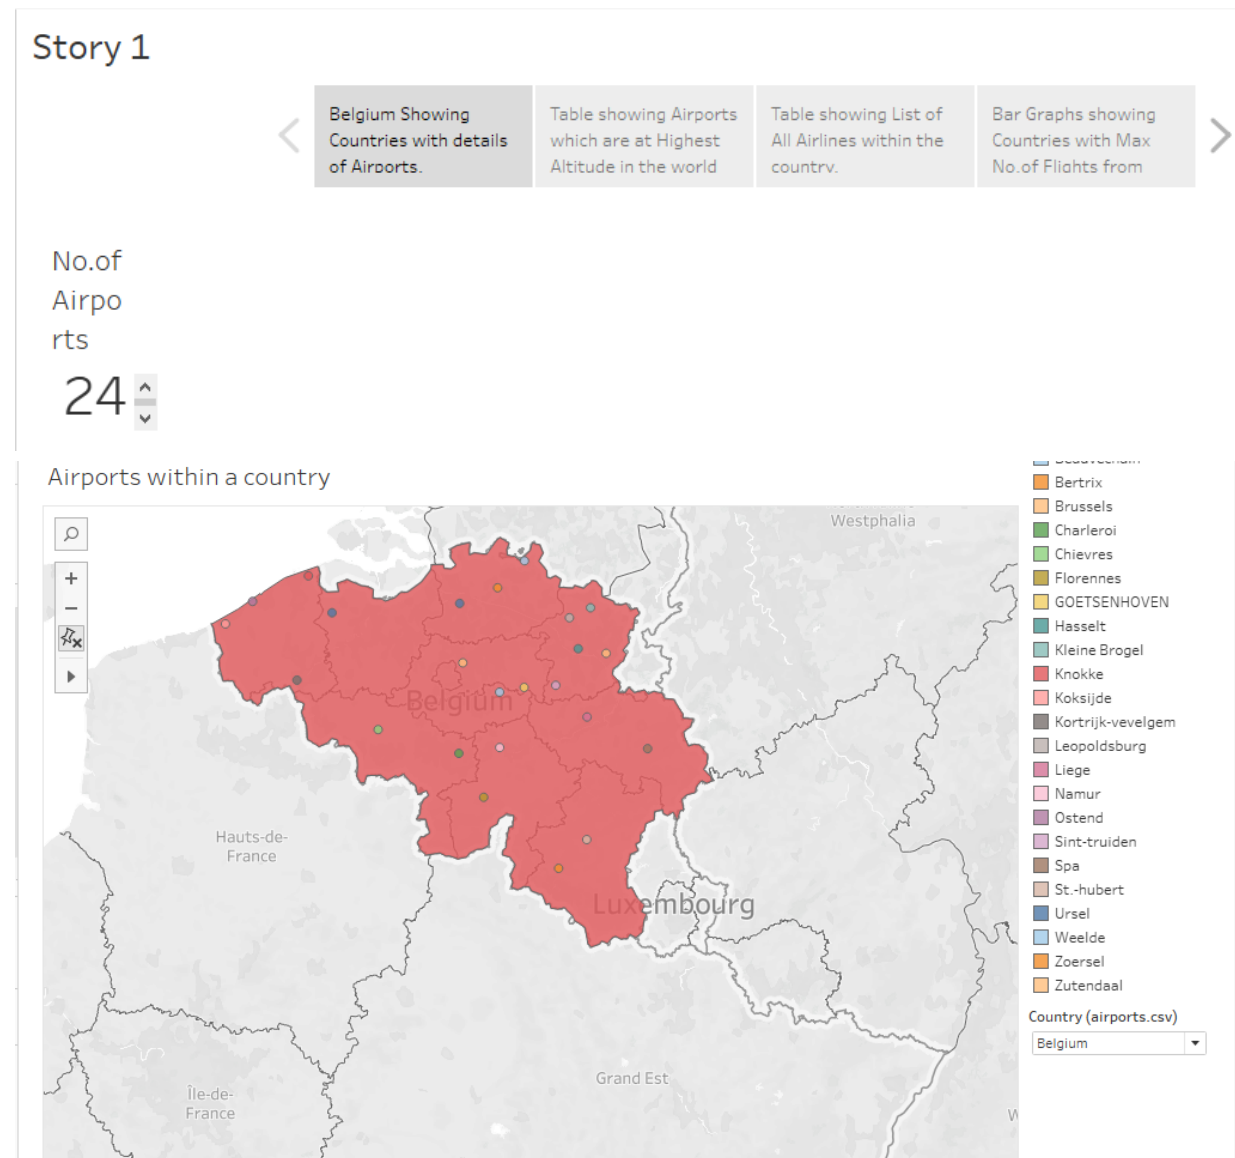 Story 1
Belgium Showing
Countries with details
of Airports.
Table showing Airports
which are at Highest
Altitude in the world
Table showing List of
All Airlines within the
country.
Bar Graphs showing
Countries with Max
No.of Flights from
No.of
Airpo
rts
24
Airports within a country
Westphalia
Belgium
Hauts-de-
France
Luxembourg
Grand Est
Île-de-
France
W
Beauvechain
Bertrix
Brussels
Charleroi
Chievres
Florennes
GOETSENHOVEN
Hasselt
Kleine Brogel
Knokke
Koksijde
Kortrijk-vevelgem
Leopoldsburg
Liege
Namur
Ostend
Sint-truiden
Spa
St.-hubert
Ursel
Weelde
Zoersel
Zutendaal
Country (airports.csv)
Belgium